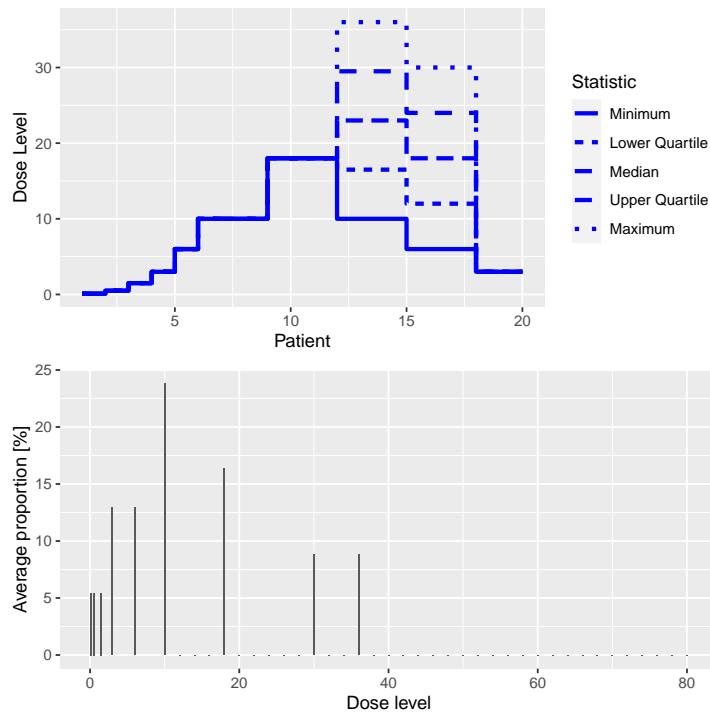 30
20
10
0
Dose Level
5
10
15
20
Patient
Statistic
Minimum
Lower Quartile
Median
Upper Quartile
Maximum
25
20
15
10
5
0
Average proportion [%]
0
20
40
60
80
Dose level